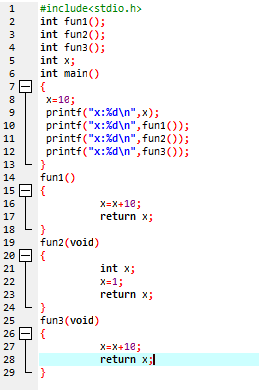 1 #include<stdio.h>
2 int fun1();
3 int fun2();
4 int fun3();
5 int x;
6 int main()
7 {
8 x=10;
9 printf("x:%d\n",x);
10 printf("x:%d\n",fun1());
11 printf("x:%d\n",fun2());
12 printf("x:%d\n",fun3());
13 }
14 fun1()
15 {
16 x=x+10;
17 return x;
18 }
19 fun2(void)
20 {
21 int x;
22 x=1;
23 return x;
24 }
25 fun3(void)
26 {
27 x=x+10;
28 return x;
29 }